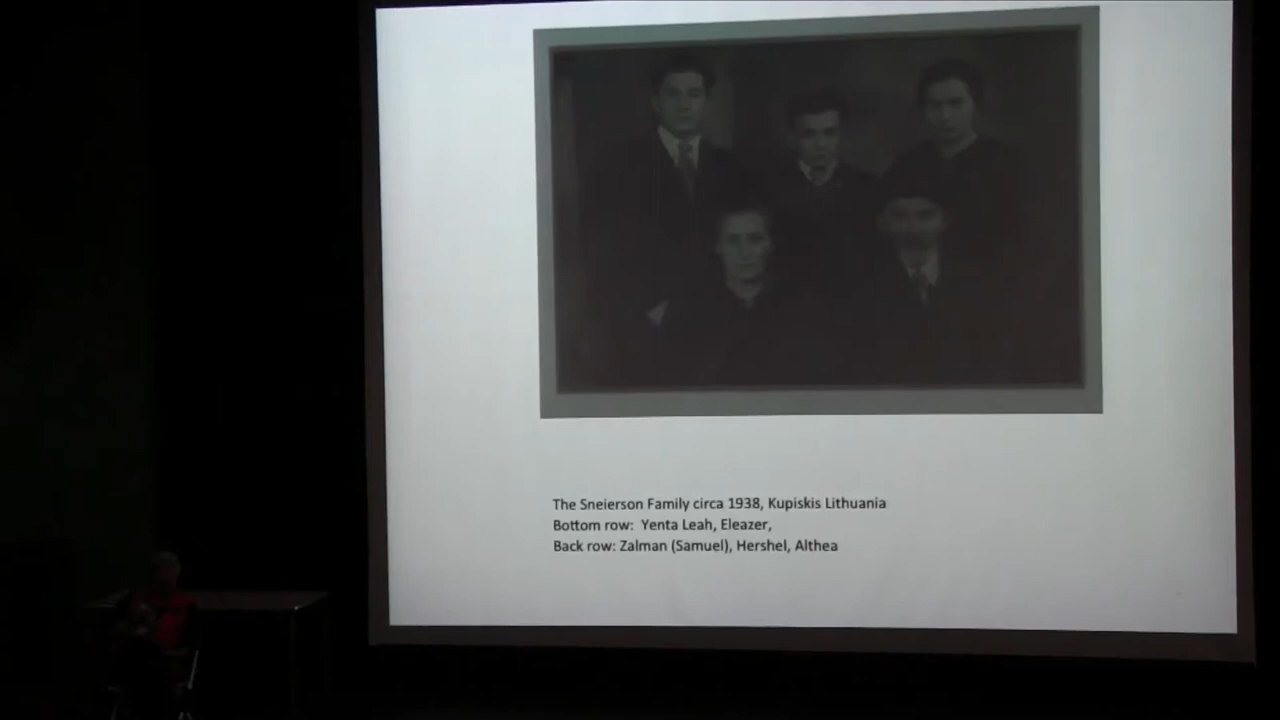 The Sneierson Family circa 1938, Kupiskis Lithuania
Bottom row:  Yenta Leah, Eleazer,
Back row: Zalman (Samuel), Hershel, Althea